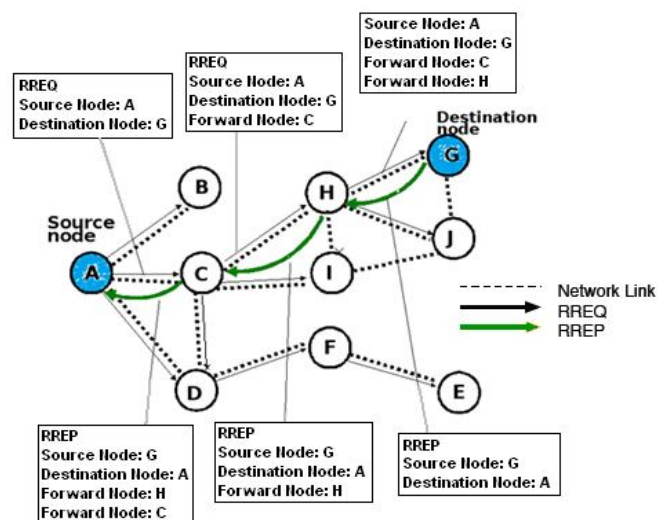 Source Node: A
Destination Node: G
Forward Node: C
Forward Node: H
RREQ
Source Node: A
Destination Node: G
Forward Node: C
RREQ
Source Node: A
Destination Node: G
Destination
node
G
B
H
Source
node
J
A
C
I
Network Link
RREQ
RREP
F
D
E
RREP
Source Node: G
Destination Node: A
Forward Node: H
Forward Node: C
RREP
Source Node: G
Destination Node: A
Forward Node: H
RREP
Source Node: G
Destination Node: A